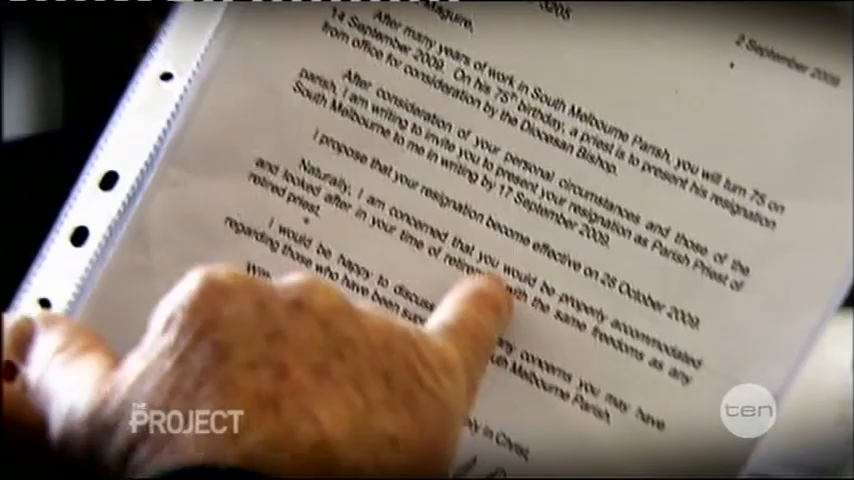 Maguire,
3205
2 September 2009
After many years of work in South Melbourne Parish, you will turn 75 on
14 September 2009. On his 75th birthday, a priest is to present his resignation
from office for consideration by the Diocesan Bishop.
After consideration of your personal circumstances and those of the
parish, I am writing to invite you to present your resignation as Parish Priest of
South Melbourne to me in writing by 17 September 2009.
I propose that your resignation become effective on 26 October 2009.
Naturally, I am concerned that you would be properly accommodated
and looked after in your time of with the same freedoms as any
retired priest.
I would be happy to discuss any concerns you may have
regarding those who have been South Melbourne Parish.
in Christ,
THE PROJECT
ten